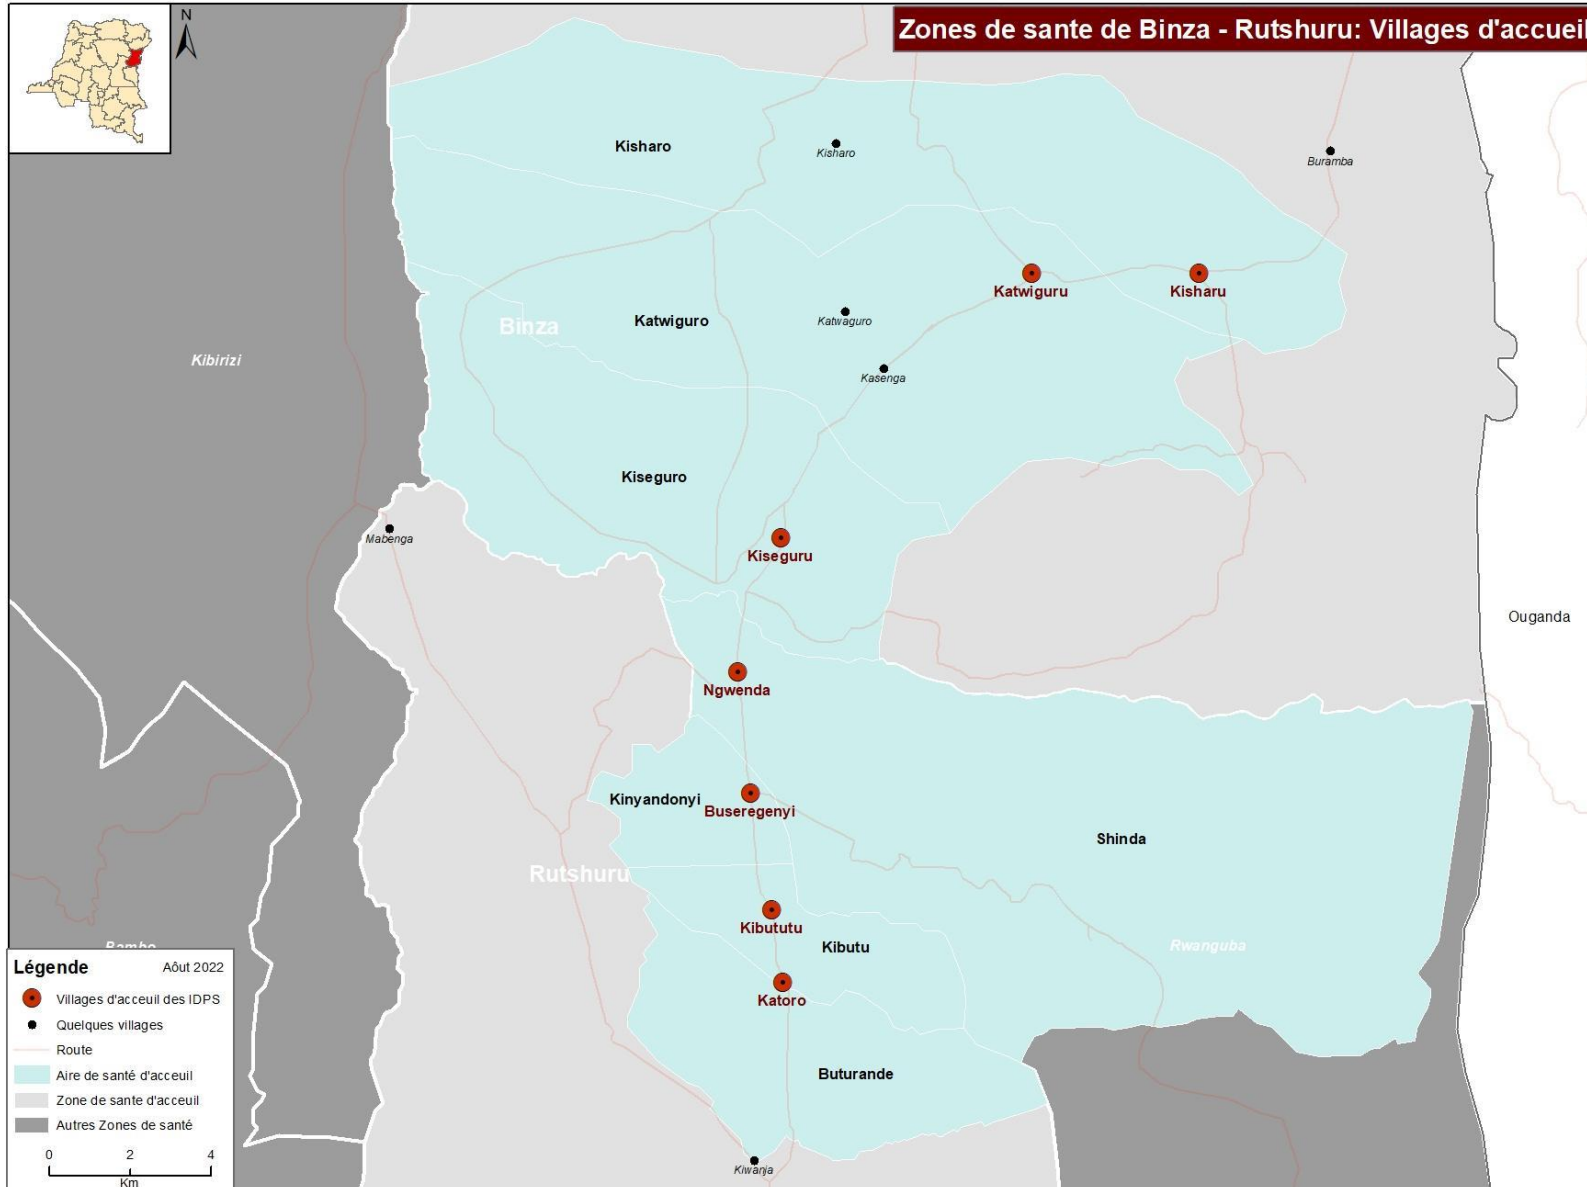 N
Zones de sante de Binza - Rutshuru: Villages d'accueil
Kisharo
Kisharo
Buramba
Katwiguru
Kisharu
Binza
Katwiguro
Katwaguro
Kibirizi
Kasenga
Kiseguro
Mabenga
Kiseguru
Ouganda
Ngwenda
Kinyandonyi
Buseregenyi
Shinda
Rutshuru
Kibututu
Kibutu
Rwanguba
Bambo
Katoro
Buturande
Kiwanja
Légende
Aôut 2022
Villages d'acceuil des IDPS
Quelques villages
Route
Aire de santé d'acceuil
Zone de sante d'acceuil
Autres Zones de santé
0 2 4
Km